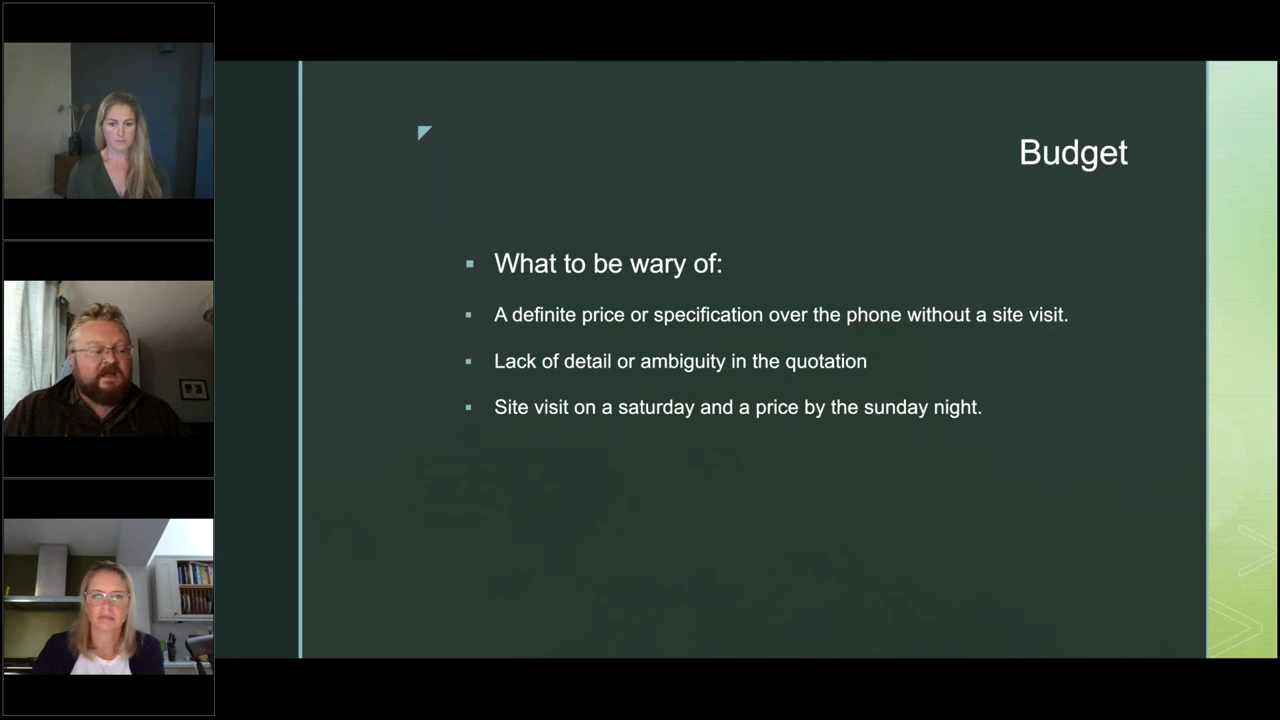 Budget
What to be wary of:
A definite price or specification over the phone without a site visit.
Lack of detail or ambiguity in the quotation
Site visit on a saturday and a price by the sunday night.